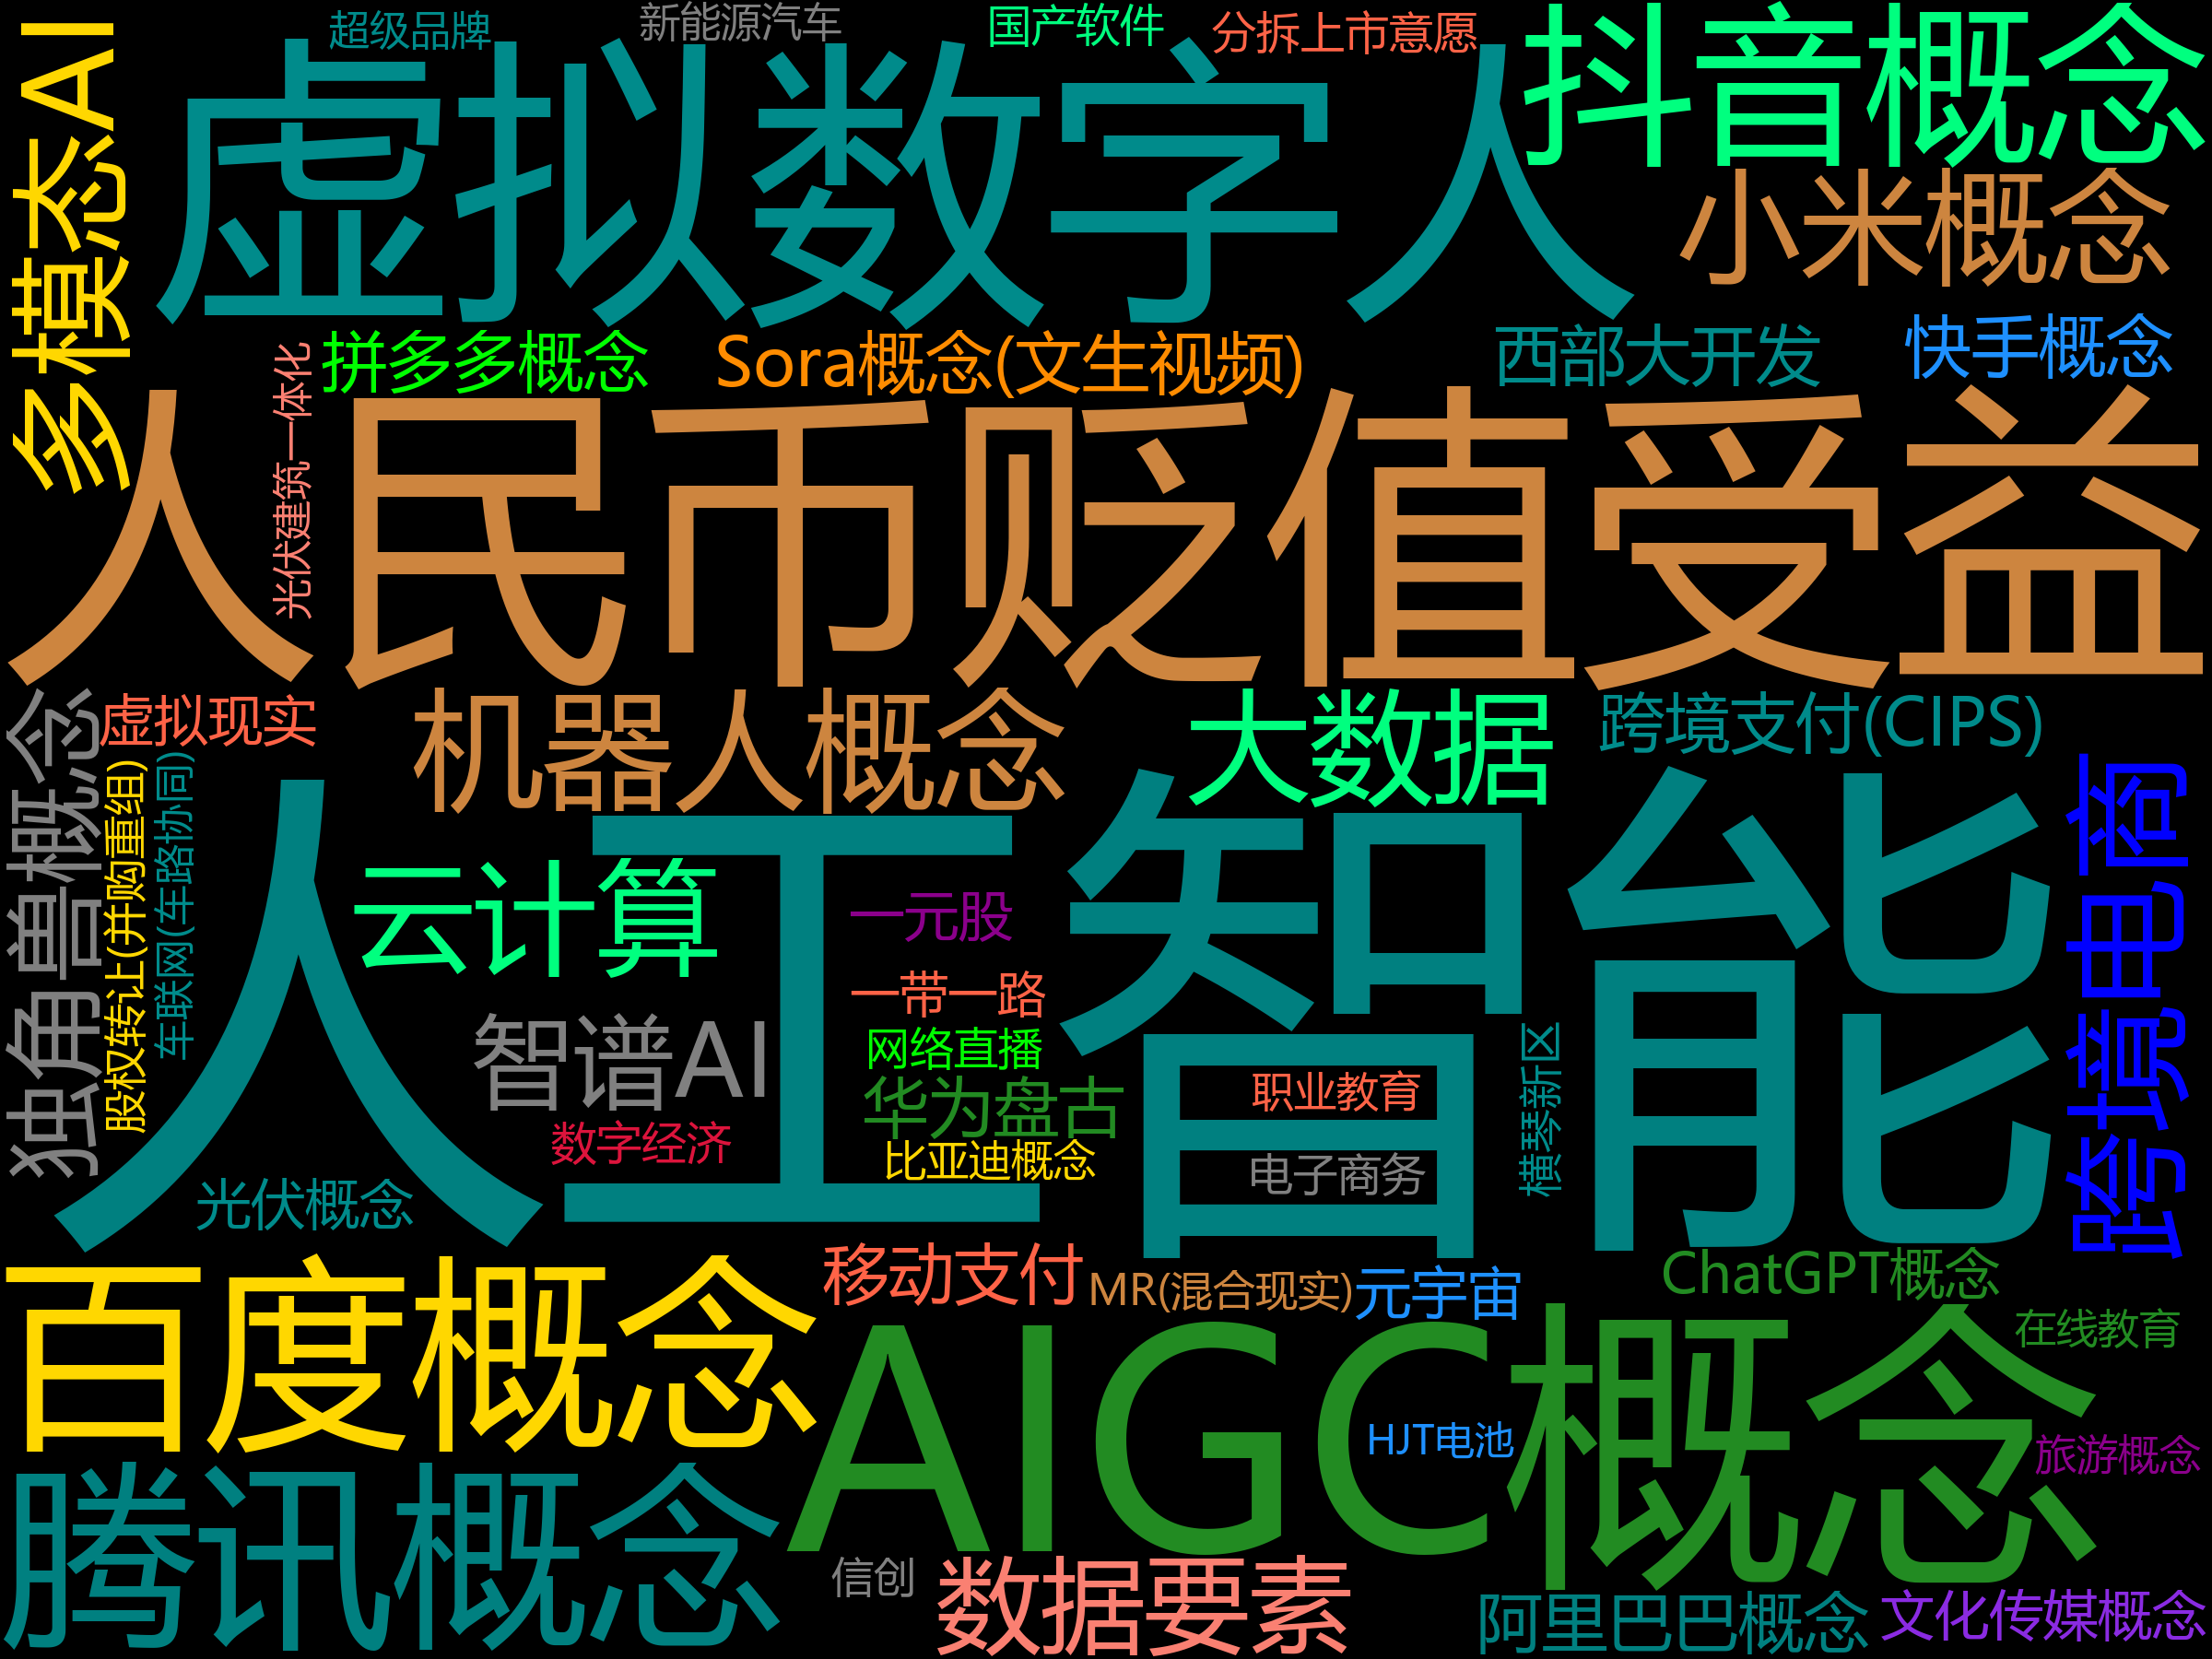 超级品牌
新能源汽车
国产软件
分拆上市意愿
多模态AI
虚拟数字人
抖音概念
小米概念
拼多多概念
Sora概念(文生视频)
西部大开发
快手概念
光伏建筑一体化
人民币贬值受益
独角兽概念
虚拟现实
机器人概念
大数据
跨境支付(CIPS)
股权转让(并购重组)
车联网(车路协同)
人工智能
云计算
一元股
跨境电商
一带一路
智谱AI
网络直播
华为盘古
职业教育
横琴新区
数字经济
比亚迪概念
电子商务
光伏概念
百度概念
移动支付
MR(混合现实)
元宇宙
ChatGPT概念
在线教育
AIGC概念
HJT电池
旅游概念
腾讯概念
信创
数据要素
阿里巴巴概念
文化传媒概念